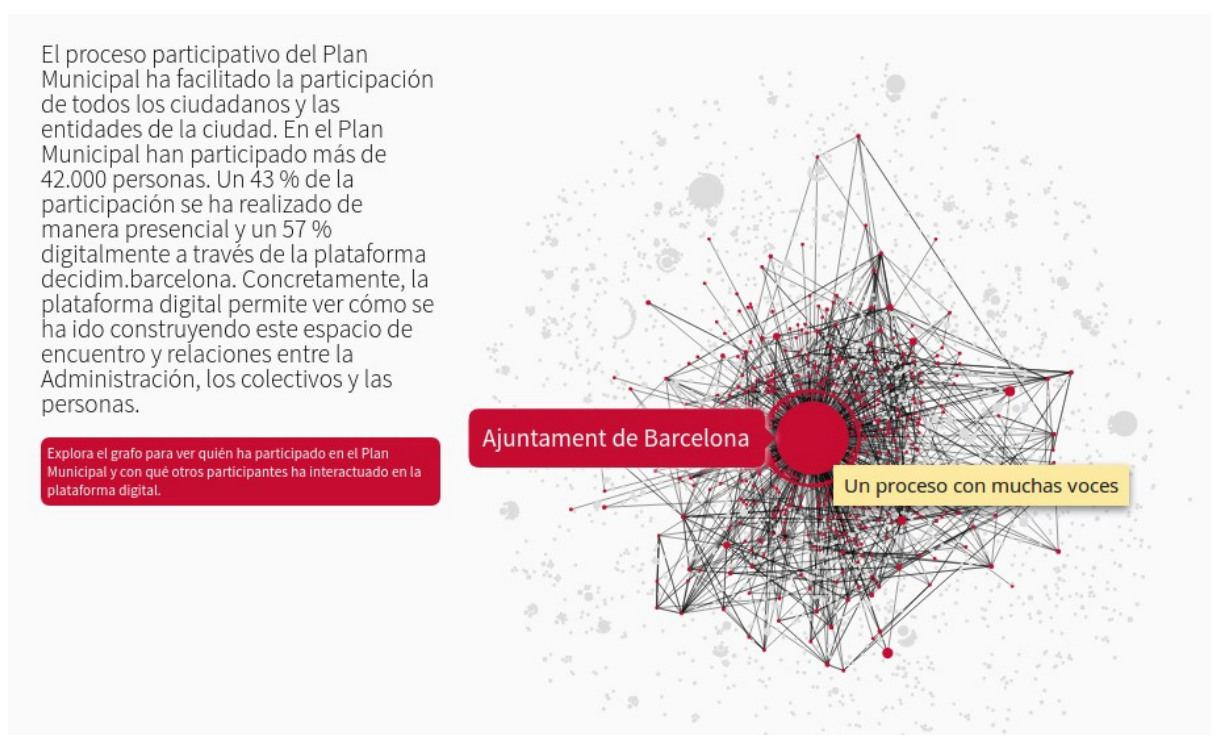 El proceso participativo del Plan
Municipal ha facilitado la participación
de todos los ciudadanos y las
entidades de la ciudad. En el Plan
Municipal han participado más de
42.000 personas. Un 43 % de la
participación se ha realizado de
manera presencial y un 57 %
digitalmente a través de la plataforma
decidim.barcelona. Concretamente, la
plataforma digital permite ver cómo se
ha ido construyendo este espacio de
encuentro y relaciones entre la
Administración, los colectivos y las
personas.
Explora el grafo para ver quién ha participado en el Plan
Municipal y con qué otros participantes ha interactuado en la
plataforma digital.
Ajuntament de Barcelona
Un proceso con muchas voces